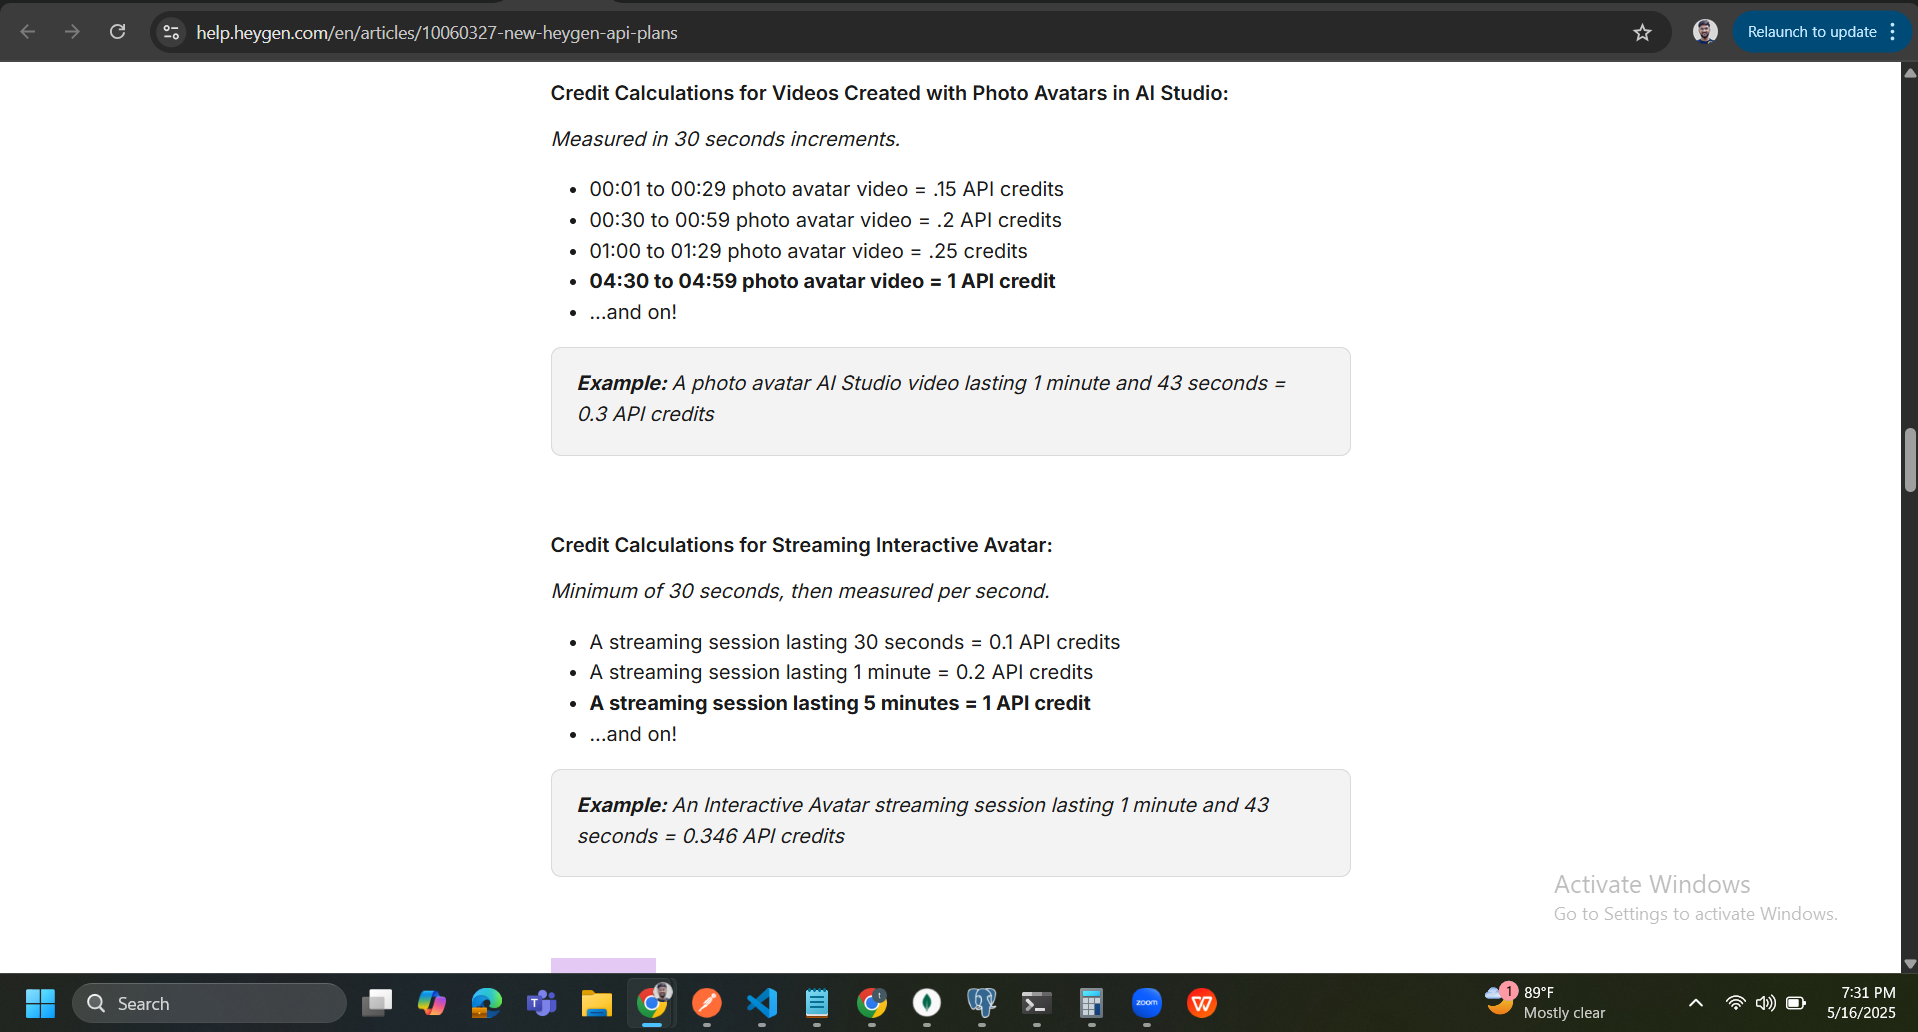 help.heygen.com/en/articles/10060327-new-heygen-api-plans
Relaunch to update
Credit Calculations for Videos Created with Photo Avatars in AI Studio:
Measured in 30 seconds increments.
• 00:01 to 00:29 photo avatar video = .15 API credits
• 00:30 to 00:59 photo avatar video = .2 API credits
• 01:00 to 01:29 photo avatar video = .25 credits
• 04:30 to 04:59 photo avatar video = 1 API credit
• ...and on!
Example: A photo avatar AI Studio video lasting 1 minute and 43 seconds =
0.3 API credits
Credit Calculations for Streaming Interactive Avatar:
Minimum of 30 seconds, then measured per second.
• A streaming session lasting 30 seconds = 0.1 API credits
• A streaming session lasting 1 minute = 0.2 API credits
• A streaming session lasting 5 minutes = 1 API credit
• ...and on!
Example: An Interactive Avatar streaming session lasting 1 minute and 43
seconds = 0.346 API credits
Activate Windows
Go to Settings to activate Windows.
Search
zoom
1
89°F
Mostly clear
7:31 PM
5/16/2025